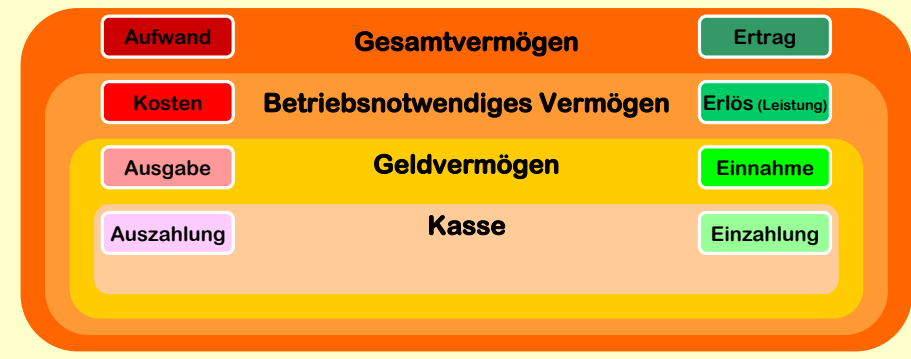 Aufwand Gesamtvermögen Ertrag
Kosten Betriebsnotwendiges Vermögen Erlös (Leistung)
Ausgabe Geldvermögen Einnahme
Auszahlung Kasse Einzahlung